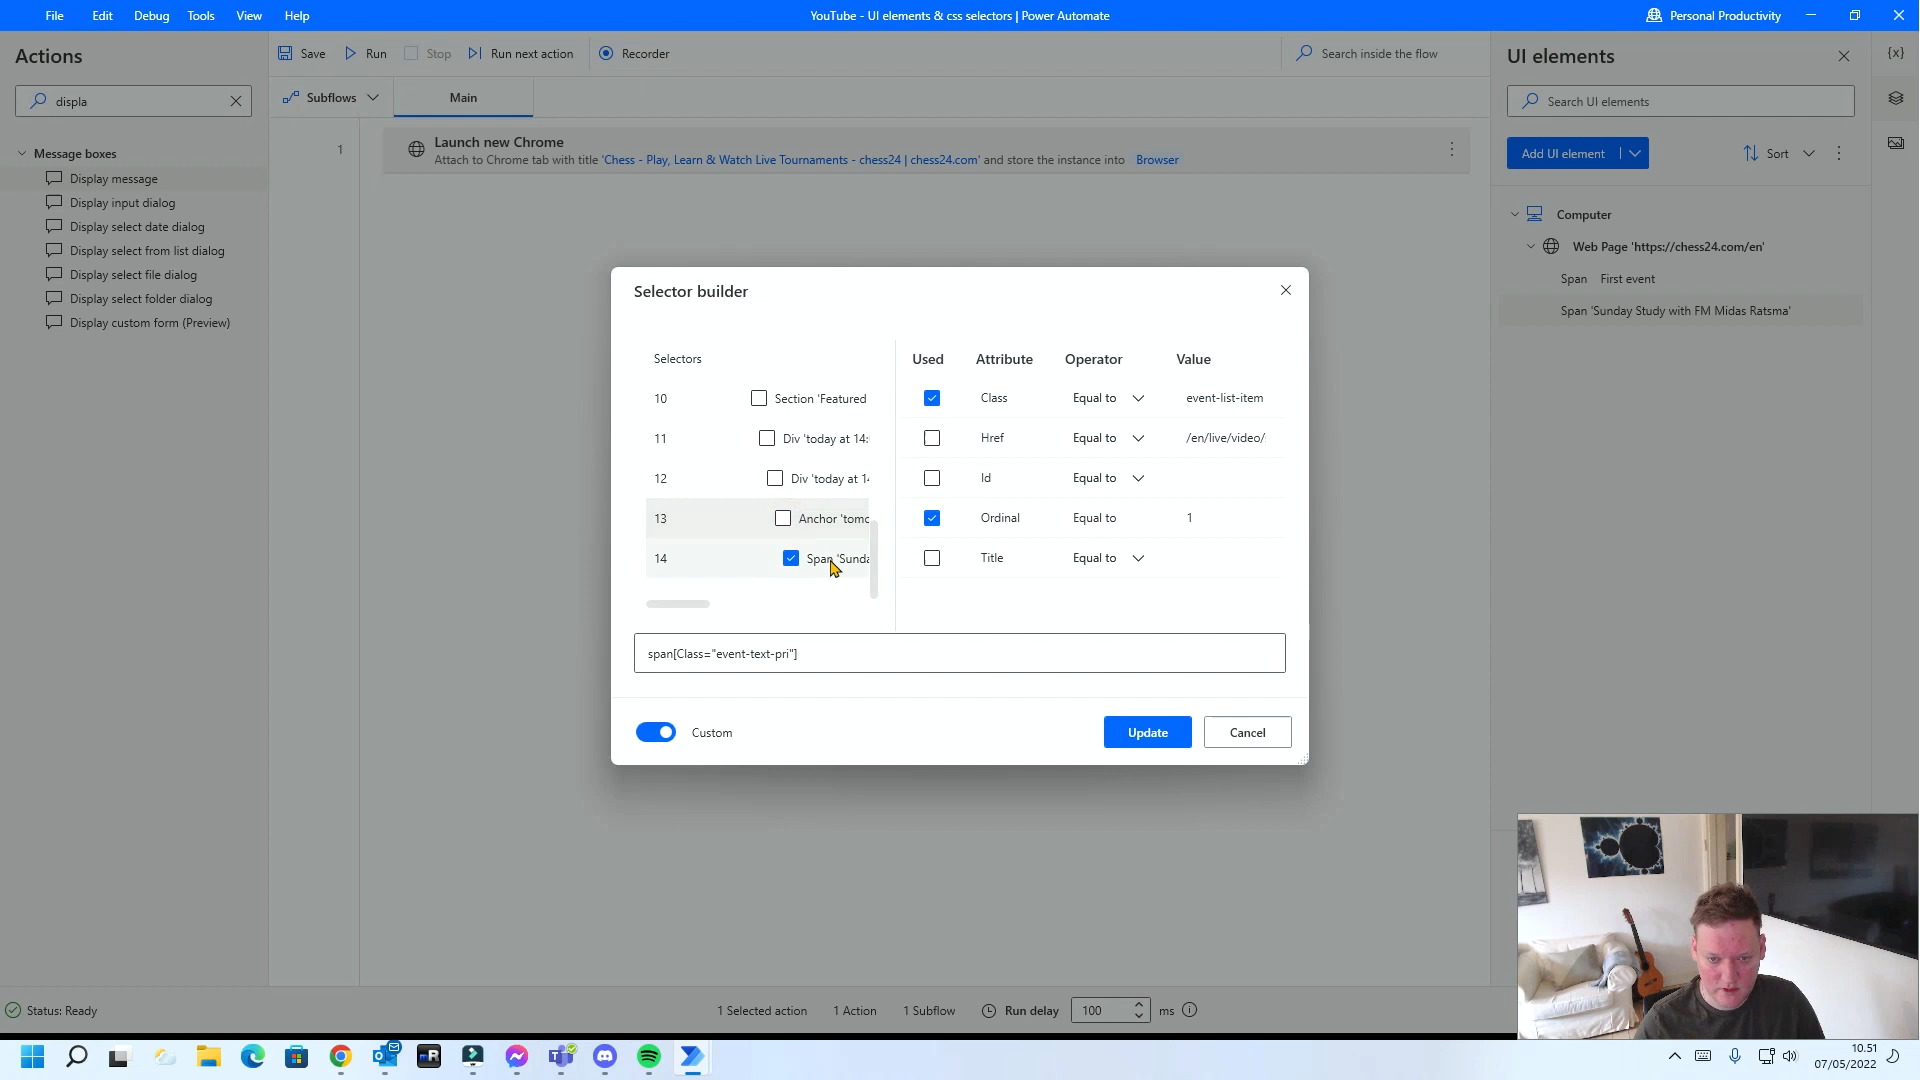 File Edit Debug Tools View Help
YouTube - UI elements & css selectors | Power Automate
Personal Productivity
Actions
displa
Message boxes
Display message
Display input dialog
Display select date dialog
Display select from list dialog
Display select file dialog
Display select folder dialog
Display custom form (Preview)
Save Run Stop Run next action Recorder
Search inside the flow
Subflows Main
1
Launch new Chrome
Attach to Chrome tab with title 'Chess - Play, Learn & Watch Live Tournaments - chess24 | chess24.com' and store the instance into Browser
UI elements
{x}
Search UI elements
Add UI element
Sort
Computer
Web Page 'https://chess24.com/en'
Span First event
Span 'Sunday Study with FM Midas Ratsma'
Selector builder
Selectors
10 Section 'Featured
11 Div 'today at 14:
12 Div 'today at 14
13 Anchor 'tomo
14 Span 'Sunda
Used Attribute Operator Value
Class Equal to event-list-item
Href Equal to /en/live/video/
Id Equal to
Ordinal Equal to 1
Title Equal to
span[Class="event-text-pri"]
Custom
Update
Cancel
Status: Ready
1 Selected action
1 Action
1 Subflow
Run delay
100
ms
10.51
07/05/2022